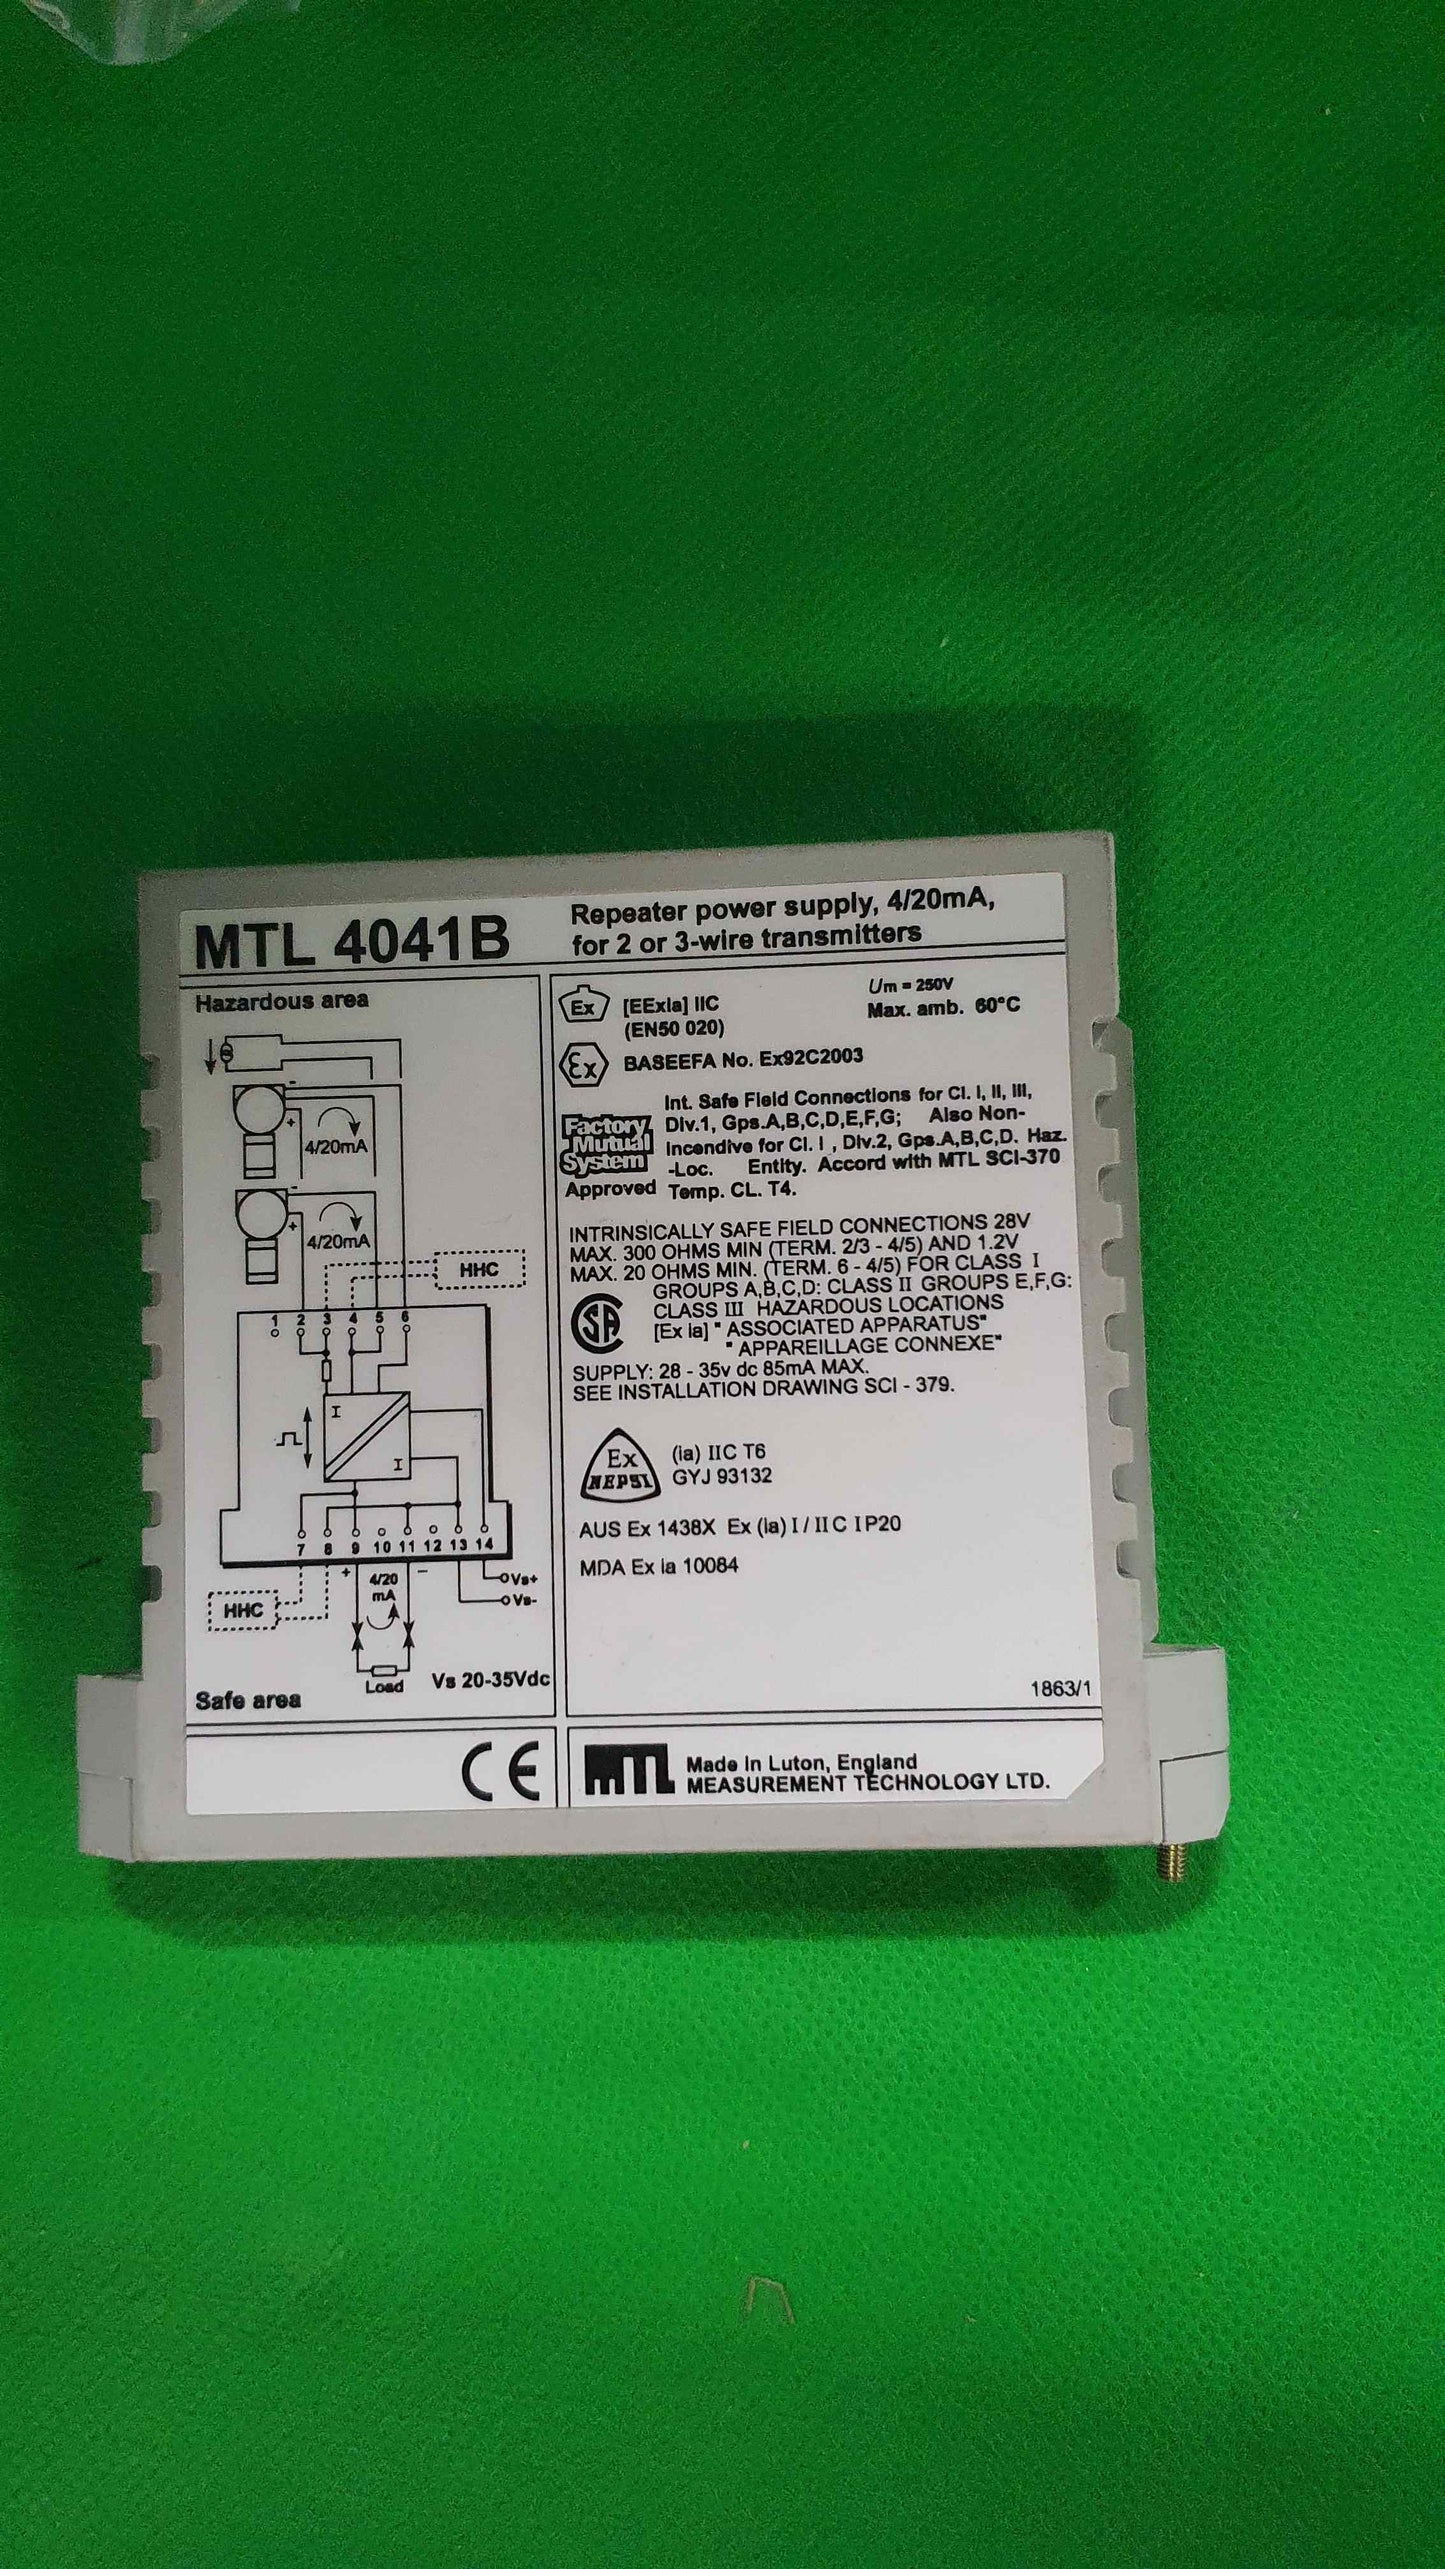 MTL 4041B
Repeater power supply, 4/20mA,
for 2 or 3-wire transmitters
Hazardous area
-
+
4/20mA
-
+
4/20mA
HHC
1 2 3 4 5 6
I
I
7 8 9 10 11 12 13 14
+ 4/20 mA -
Vs+
Vs-
HHC
Load
Vs 20-35Vdc
Safe area
Ex
[EExia] IIC
(EN50 020)
Um = 250V
Max. amb. 60°C
Ex
BASEEFA No. Ex92C2003
Factory
Mutual
System
Approved
Int. Safe Field Connections for Cl. I, II, III,
Div.1, Gps.A,B,C,D,E,F,G; Also Non-
Incendive for Cl. I , Div.2, Gps.A,B,C,D. Haz.
-Loc. Entity. Accord with MTL SCI-370
Temp. CL. T4.
INTRINSICALLY SAFE FIELD CONNECTIONS 28V
MAX. 300 OHMS MIN (TERM. 2/3 - 4/5) AND 1.2V
MAX. 20 OHMS MIN. (TERM. 6 - 4/5) FOR CLASS I
GROUPS A,B,C,D: CLASS II GROUPS E,F,G:
CLASS III HAZARDOUS LOCATIONS
[Ex ia] " ASSOCIATED APPARATUS"
" APPAREILLAGE CONNEXE"
SA
SUPPLY: 28 - 35v dc 85mA MAX.
SEE INSTALLATION DRAWING SCI - 379.
Ex
NEPSI
(ia) IIC T6
GYJ 93132
AUS Ex 1438X Ex (ia) I / II C I P20
MDA Ex ia 10084
1863/1
CE
MTL
Made in Luton, England
MEASUREMENT TECHNOLOGY LTD.